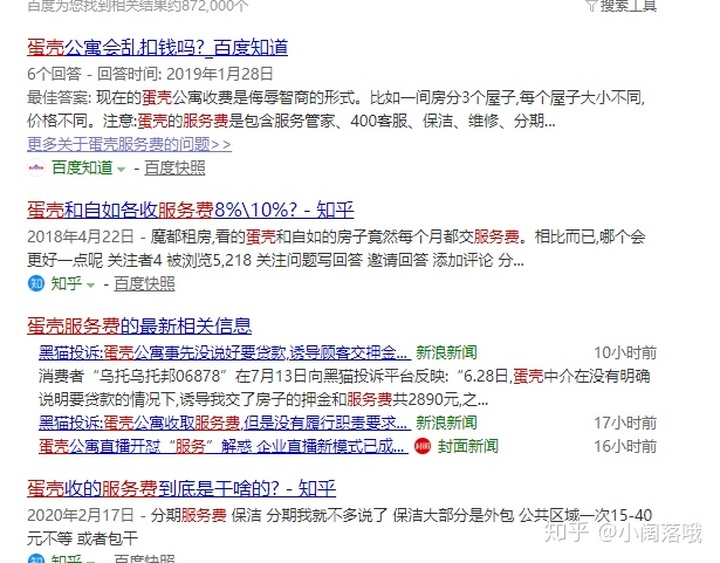 百度为您找到相关结果约872,000个
搜索工具
蛋壳公寓会乱扣钱吗?_百度知道
6个回答 - 回答时间: 2019年1月28日
最佳答案: 现在的蛋壳公寓收费是侮辱智商的形式。比如一间房分3个屋子,每个屋子大小不同,
价格不同。注意:蛋壳的服务费是包含服务管家、400客服、保洁、维修、分期...
更多关于蛋壳服务费的问题>>
百度知道 - 百度快照
蛋壳和自如各收服务费8%\10%? - 知乎
2018年4月22日 - 魔都租房,看的蛋壳和自如的房子竟然每个月都交服务费。相比而已,哪个会
更好一点呢 关注者4 被浏览5,218 关注问题写回答 邀请回答 添加评论 分...
知 知乎 - 百度快照
蛋壳服务费的最新相关信息
黑猫投诉:蛋壳公寓事先没说好要贷款,诱导顾客交押金... 新浪新闻 10小时前
消费者“乌托乌托邦06878”在7月13日向黑猫投诉平台反映:“6.28日,蛋壳中介在没有明确
说明要贷款的情况下,诱导我交了房子的押金和服务费共2890元,之...
黑猫投诉:蛋壳公寓收取服务费,但是没有履行职责要求... 新浪新闻 17小时前
蛋壳公寓直播开怼“服务”解惑 企业直播新模式已成... 封面新闻 16小时前
蛋壳收的服务费到底是干啥的? - 知乎
2020年2月17日 - 分期服务费 保洁 分期我就不多说了 保洁大部分是外包 公共区域一次15-40
元不等 或者包干
知乎 @小阔落哦
知 知乎 - 百度快照